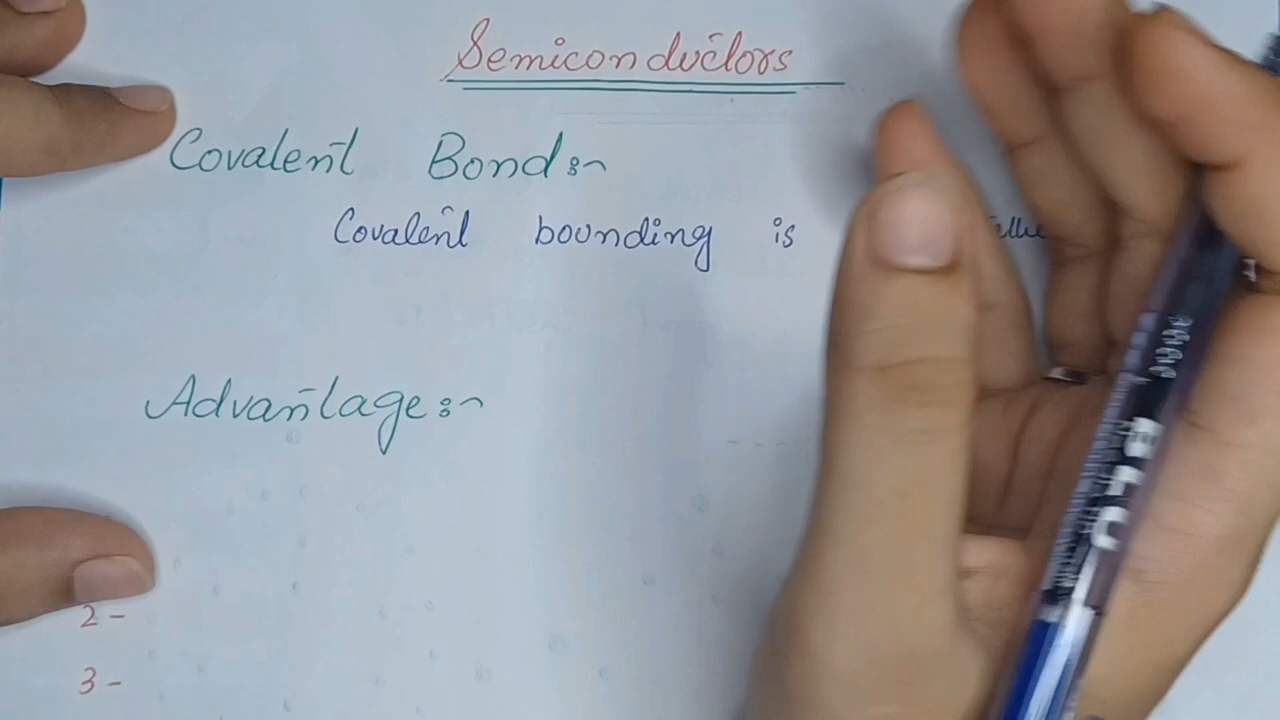 Semiconductors
Covalent Bond:~
Covalent bounding is
Advantage:~
2-
3-